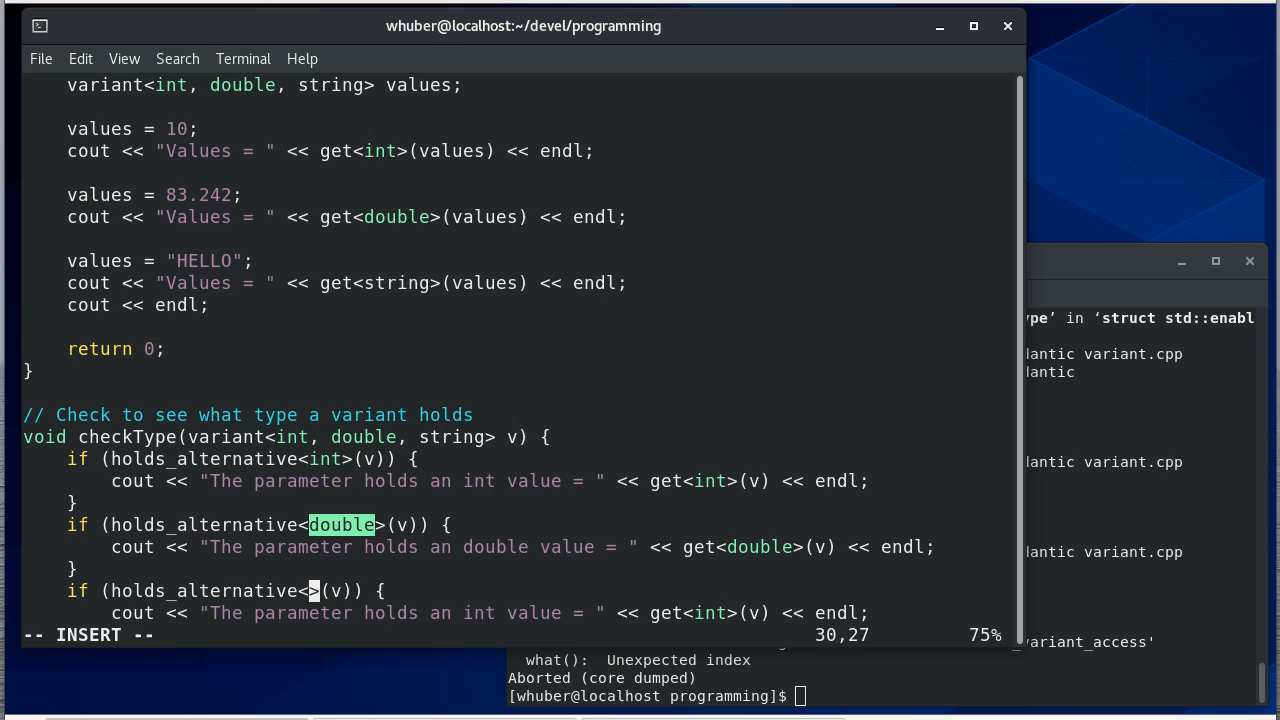 whuber@localhost:~/devel/programming
File Edit View Search Terminal Help
variant<int, double, string> values;
values = 10;
cout << "Values = " << get<int>(values) << endl;
values = 83.242;
cout << "Values = " << get<double>(values) << endl;
values = "HELLO";
cout << "Values = " << get<string>(values) << endl;
cout << endl;
return 0;
}
// Check to see what type a variant holds
void checkType(variant<int, double, string> v) {
if (holds_alternative<int>(v)) {
cout << "The parameter holds an int value = " << get<int>(v) << endl;
}
if (holds_alternative<double>(v)) {
cout << "The parameter holds an double value = " << get<double>(v) << endl;
}
if (holds_alternative<>(v)) {
cout << "The parameter holds an int value = " << get<int>(v) << endl;
-- INSERT -- 30,27 75%
ype’ in ‘struct std::enabl
dantic variant.cpp
dantic
dantic variant.cpp
dantic variant.cpp
_variant_access'
what(): Unexpected index
Aborted (core dumped)
[whuber@localhost programming]$